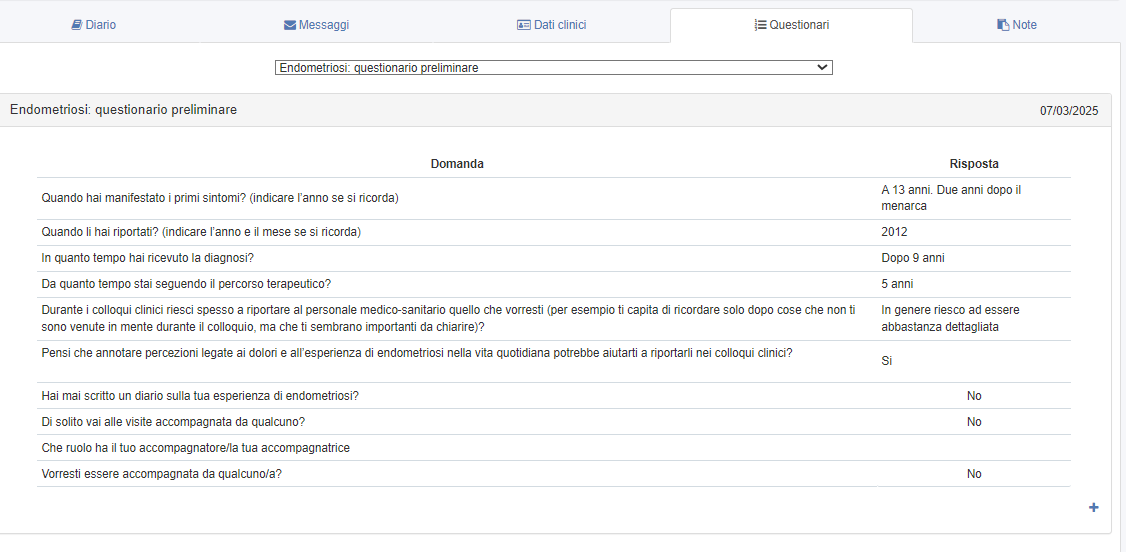 Diario
Messaggi
Dati clinici
Questionari
Note
Endometriosi: questionario preliminare
Endometriosi: questionario preliminare
07/03/2025
Domanda
Risposta
Quando hai manifestato i primi sintomi? (indicare l'anno se si ricorda)
A 13 anni. Due anni dopo il
menarca
Quando li hai riportati? (indicare l'anno e il mese se si ricorda)
2012
In quanto tempo hai ricevuto la diagnosi?
Dopo 9 anni
Da quanto tempo stai seguendo il percorso terapeutico?
5 anni
Durante i colloqui clinici riesci spesso a riportare al personale medico-sanitario quello che vorresti (per esempio ti capita di ricordare solo dopo cose che non ti
sono venute in mente durante il colloquio, ma che ti sembrano importanti da chiarire)?
In genere riesco ad essere
abbastanza dettagliata
Pensi che annotare percezioni legate ai dolori e all'esperienza di endometriosi nella vita quotidiana potrebbe aiutarti a riportarli nei colloqui clinici?
Si
Hai mai scritto un diario sulla tua esperienza di endometriosi?
No
Di solito vai alle visite accompagnata da qualcuno?
No
Che ruolo ha il tuo accompagnatore/la tua accompagnatrice
Vorresti essere accompagnata da qualcuno/a?
No